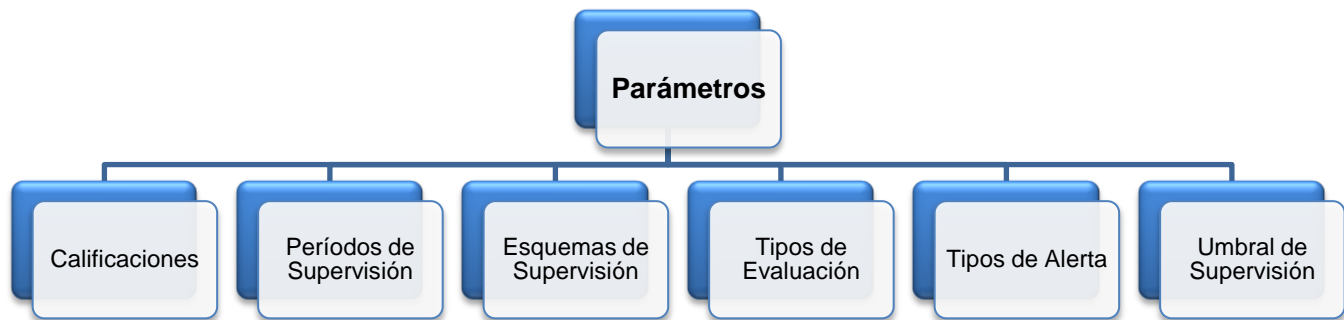 Parámetros
Calificaciones
Períodos de
Supervisión
Esquemas de
Supervisión
Tipos de
Evaluación
Tipos de Alerta
Umbral de
Supervisión